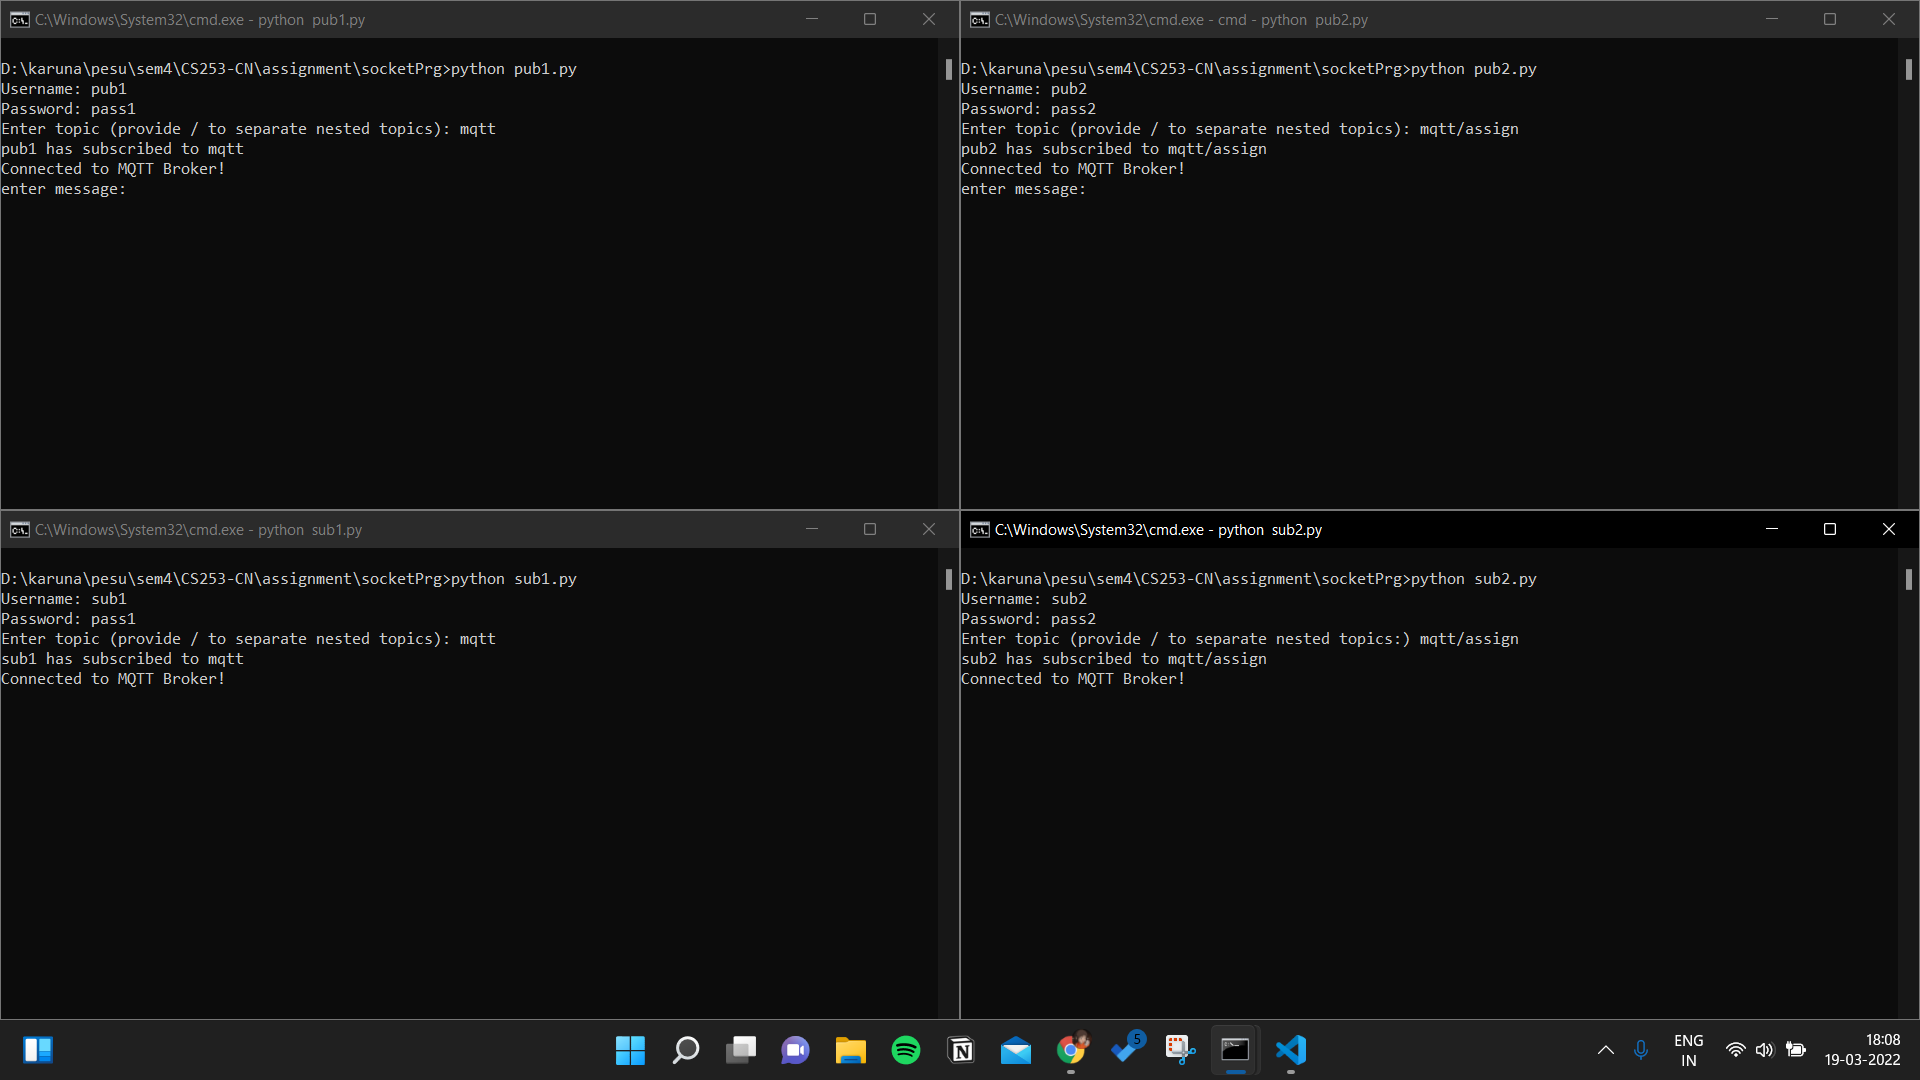 C:\Windows\System32\cmd.exe - python  pub1.py
D:\karuna\pesu\sem4\CS253-CN\assignment\socketPrg>python pub1.py
Username: pub1
Password: pass1
Enter topic (provide / to separate nested topics): mqtt
pub1 has subscribed to mqtt
Connected to MQTT Broker!
enter message:
C:\Windows\System32\cmd.exe - cmd - python  pub2.py
D:\karuna\pesu\sem4\CS253-CN\assignment\socketPrg>python pub2.py
Username: pub2
Password: pass2
Enter topic (provide / to separate nested topics): mqtt/assign
pub2 has subscribed to mqtt/assign
Connected to MQTT Broker!
enter message:
C:\Windows\System32\cmd.exe - python  sub1.py
D:\karuna\pesu\sem4\CS253-CN\assignment\socketPrg>python sub1.py
Username: sub1
Password: pass1
Enter topic (provide / to separate nested topics): mqtt
sub1 has subscribed to mqtt
Connected to MQTT Broker!
C:\Windows\System32\cmd.exe - python  sub2.py
D:\karuna\pesu\sem4\CS253-CN\assignment\socketPrg>python sub2.py
Username: sub2
Password: pass2
Enter topic (provide / to separate nested topics:) mqtt/assign
sub2 has subscribed to mqtt/assign
Connected to MQTT Broker!
5
ENG
IN
18:08
19-03-2022